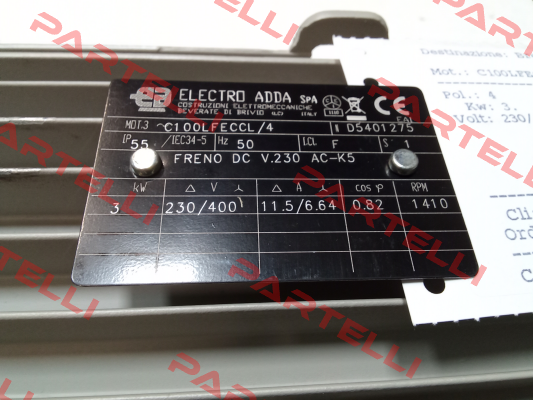 ELECTRO ADDA SPA
COSTRUZIONI ELETTROMECCANICHE
BEVERATE DI BRIVIO (LC) ITALY
CE EAC
MOT.3 ~ C100LFECCL/4 N D5401275
IP 55 /IEC34-5 Hz 50 I.CL F S 1
FRENO DC V.230 AC-K5
kW Δ V Y Δ A Y cos φ RPM
3 230/400 11.5/6.64 0.82 1410
Destinazione:
Mot.: C100LFE
Pol.: 4
Kw: 3.
Volt: 230/
Cli
Ord
C
PARTELLI
PARTELLI
PARTELLI
PARTELLI
PARTELLI